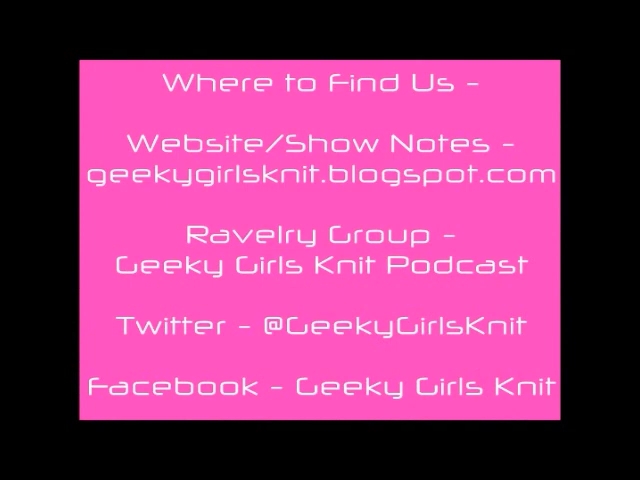 Where to Find Us -
Website/Show Notes -
geekygirlsknit.blogspot.com
Ravelry Group -
Geeky Girls Knit Podcast
Twitter - @GeekyGirlsKnit
Facebook - Geeky Girls Knit